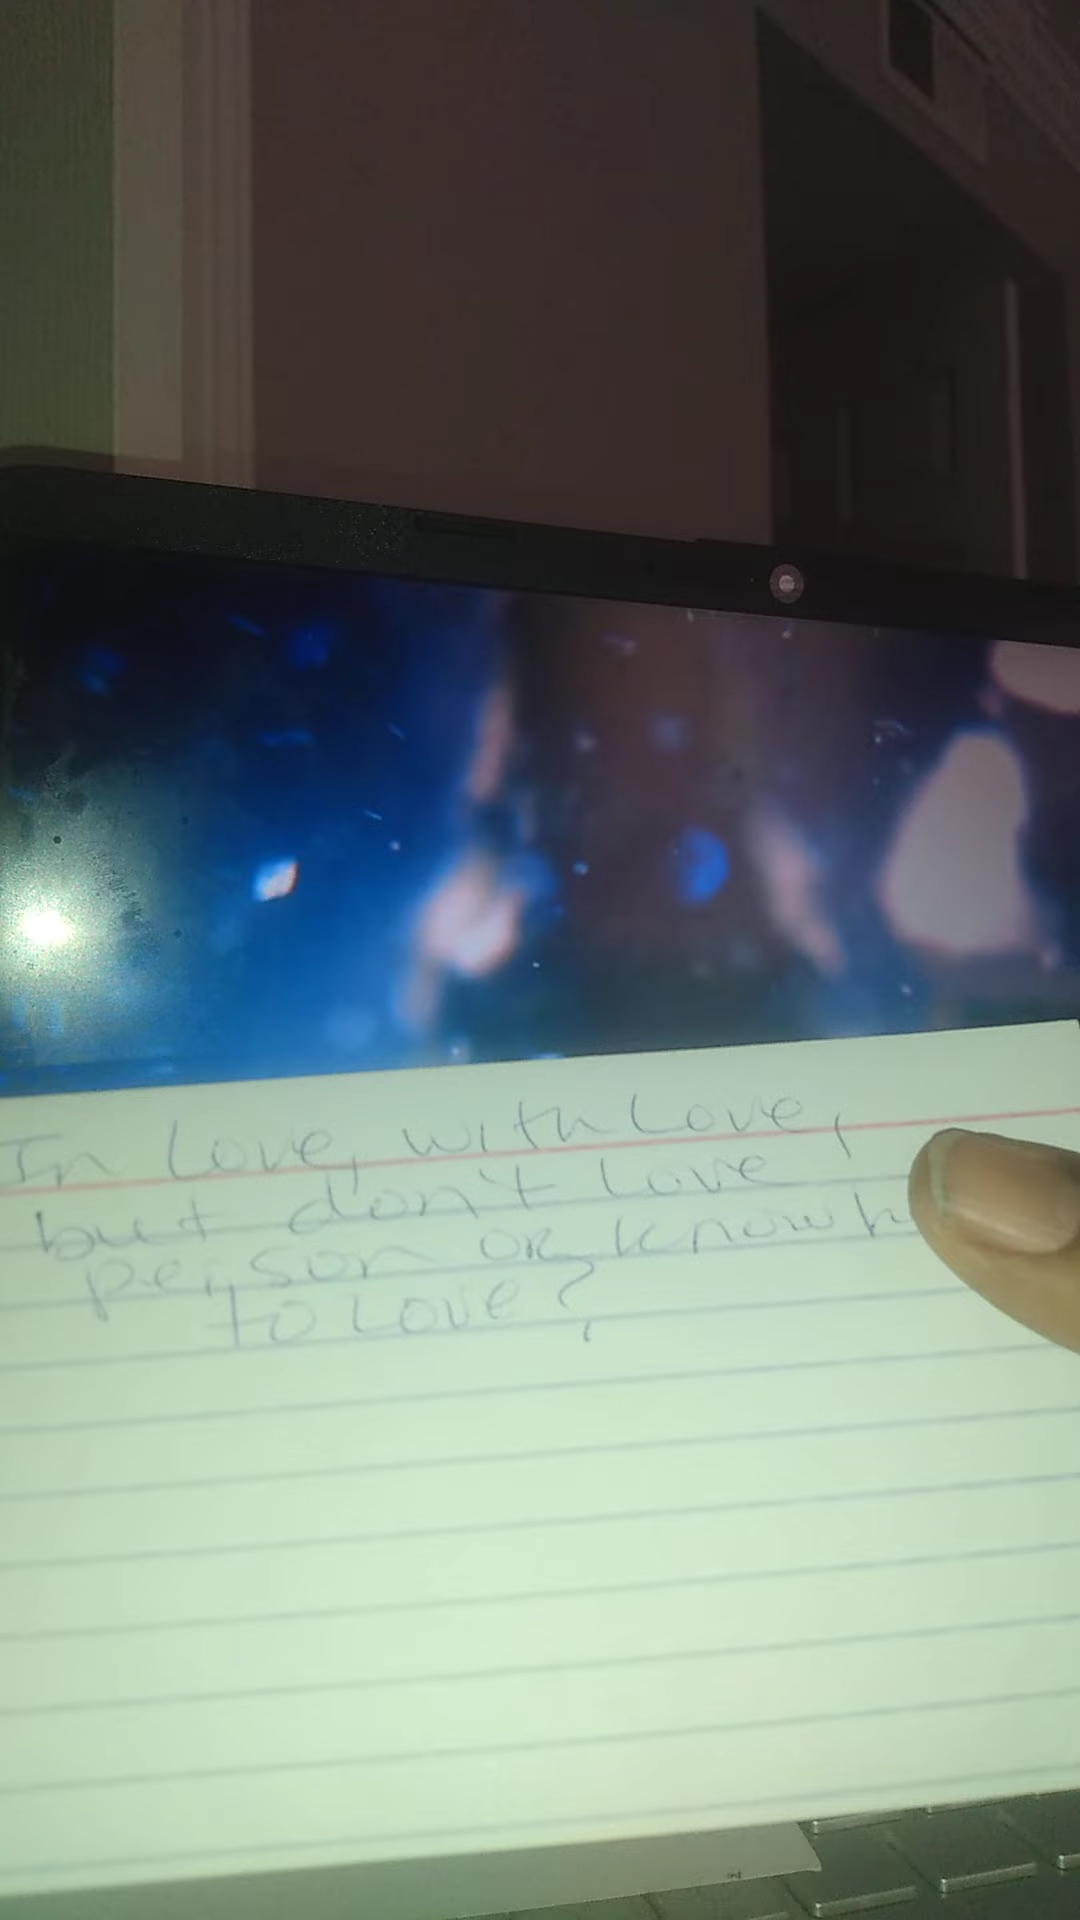 In Love, with Love,
but don't love
person or know
to Love?